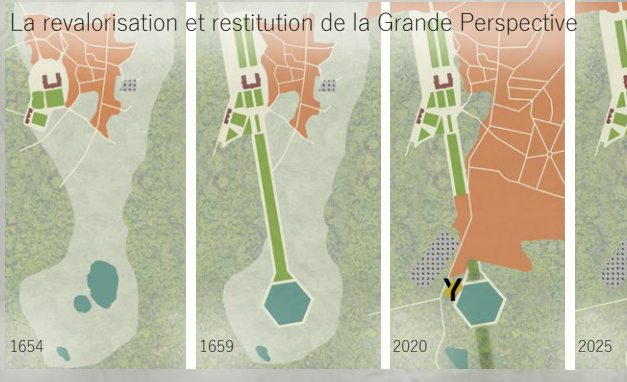 La revalorisation et restitution de la Grande Perspective
1654
1659
2020
Y
2025